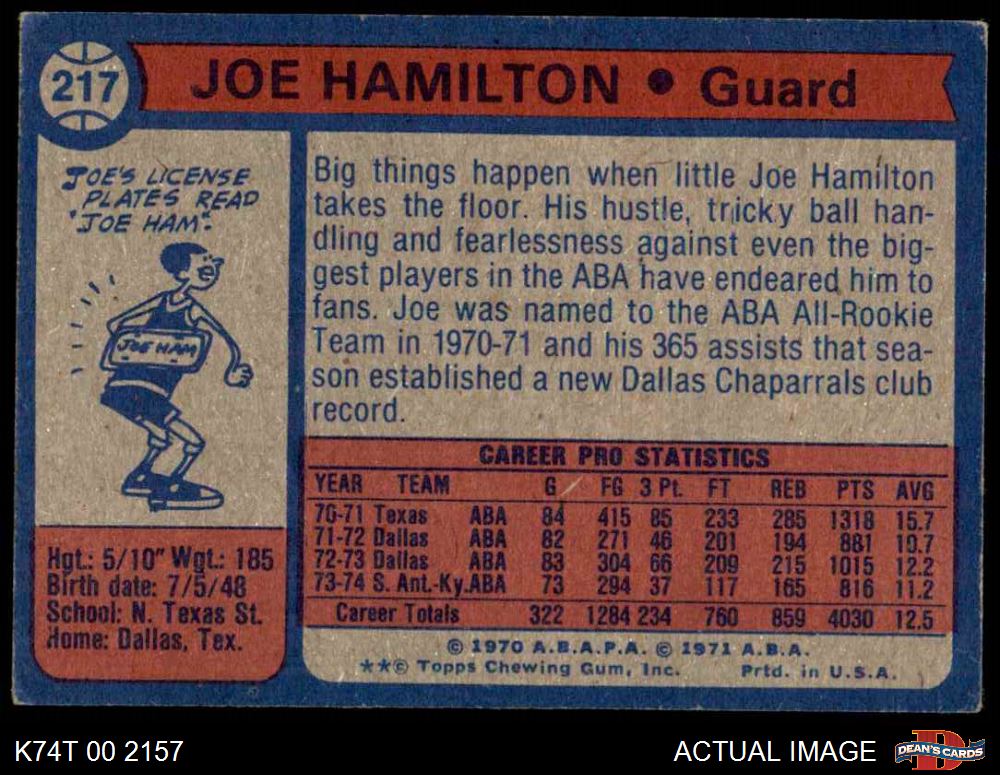 217
JOE HAMILTON • Guard
JOE'S LICENSE
PLATES READ
"JOE HAM".
JOE HAM
Hgt.: 5/10" Wgt.: 185
Birth date: 7/5/48
School: N. Texas St.
Home: Dallas, Tex.
Big things happen when little Joe Hamilton
takes the floor. His hustle, tricky ball han-
dling and fearlessness against even the big-
gest players in the ABA have endeared him to
fans. Joe was named to the ABA All-Rookie
Team in 1970-71 and his 365 assists that sea-
son established a new Dallas Chaparrals club
record.
CAREER PRO STATISTICS
YEAR TEAM G FG 3 Pt. FT REB PTS AVG
70-71 Texas ABA 84 415 85 233 285 1318 15.7
71-72 Dallas ABA 82 271 46 201 194 881 10.7
72-73 Dallas ABA 83 304 66 209 215 1015 12.2
73-74 S. Ant.-Ky. ABA 73 294 37 117 165 816 11.2
Career Totals 322 1284 234 760 859 4030 12.5
© 1970 A.B.A.P.A. © 1971 A.B.A.
**© Topps Chewing Gum, Inc. Prtd. in U.S.A.
K74T 00 2157
ACTUAL IMAGE
D
DEAN'S CARDS